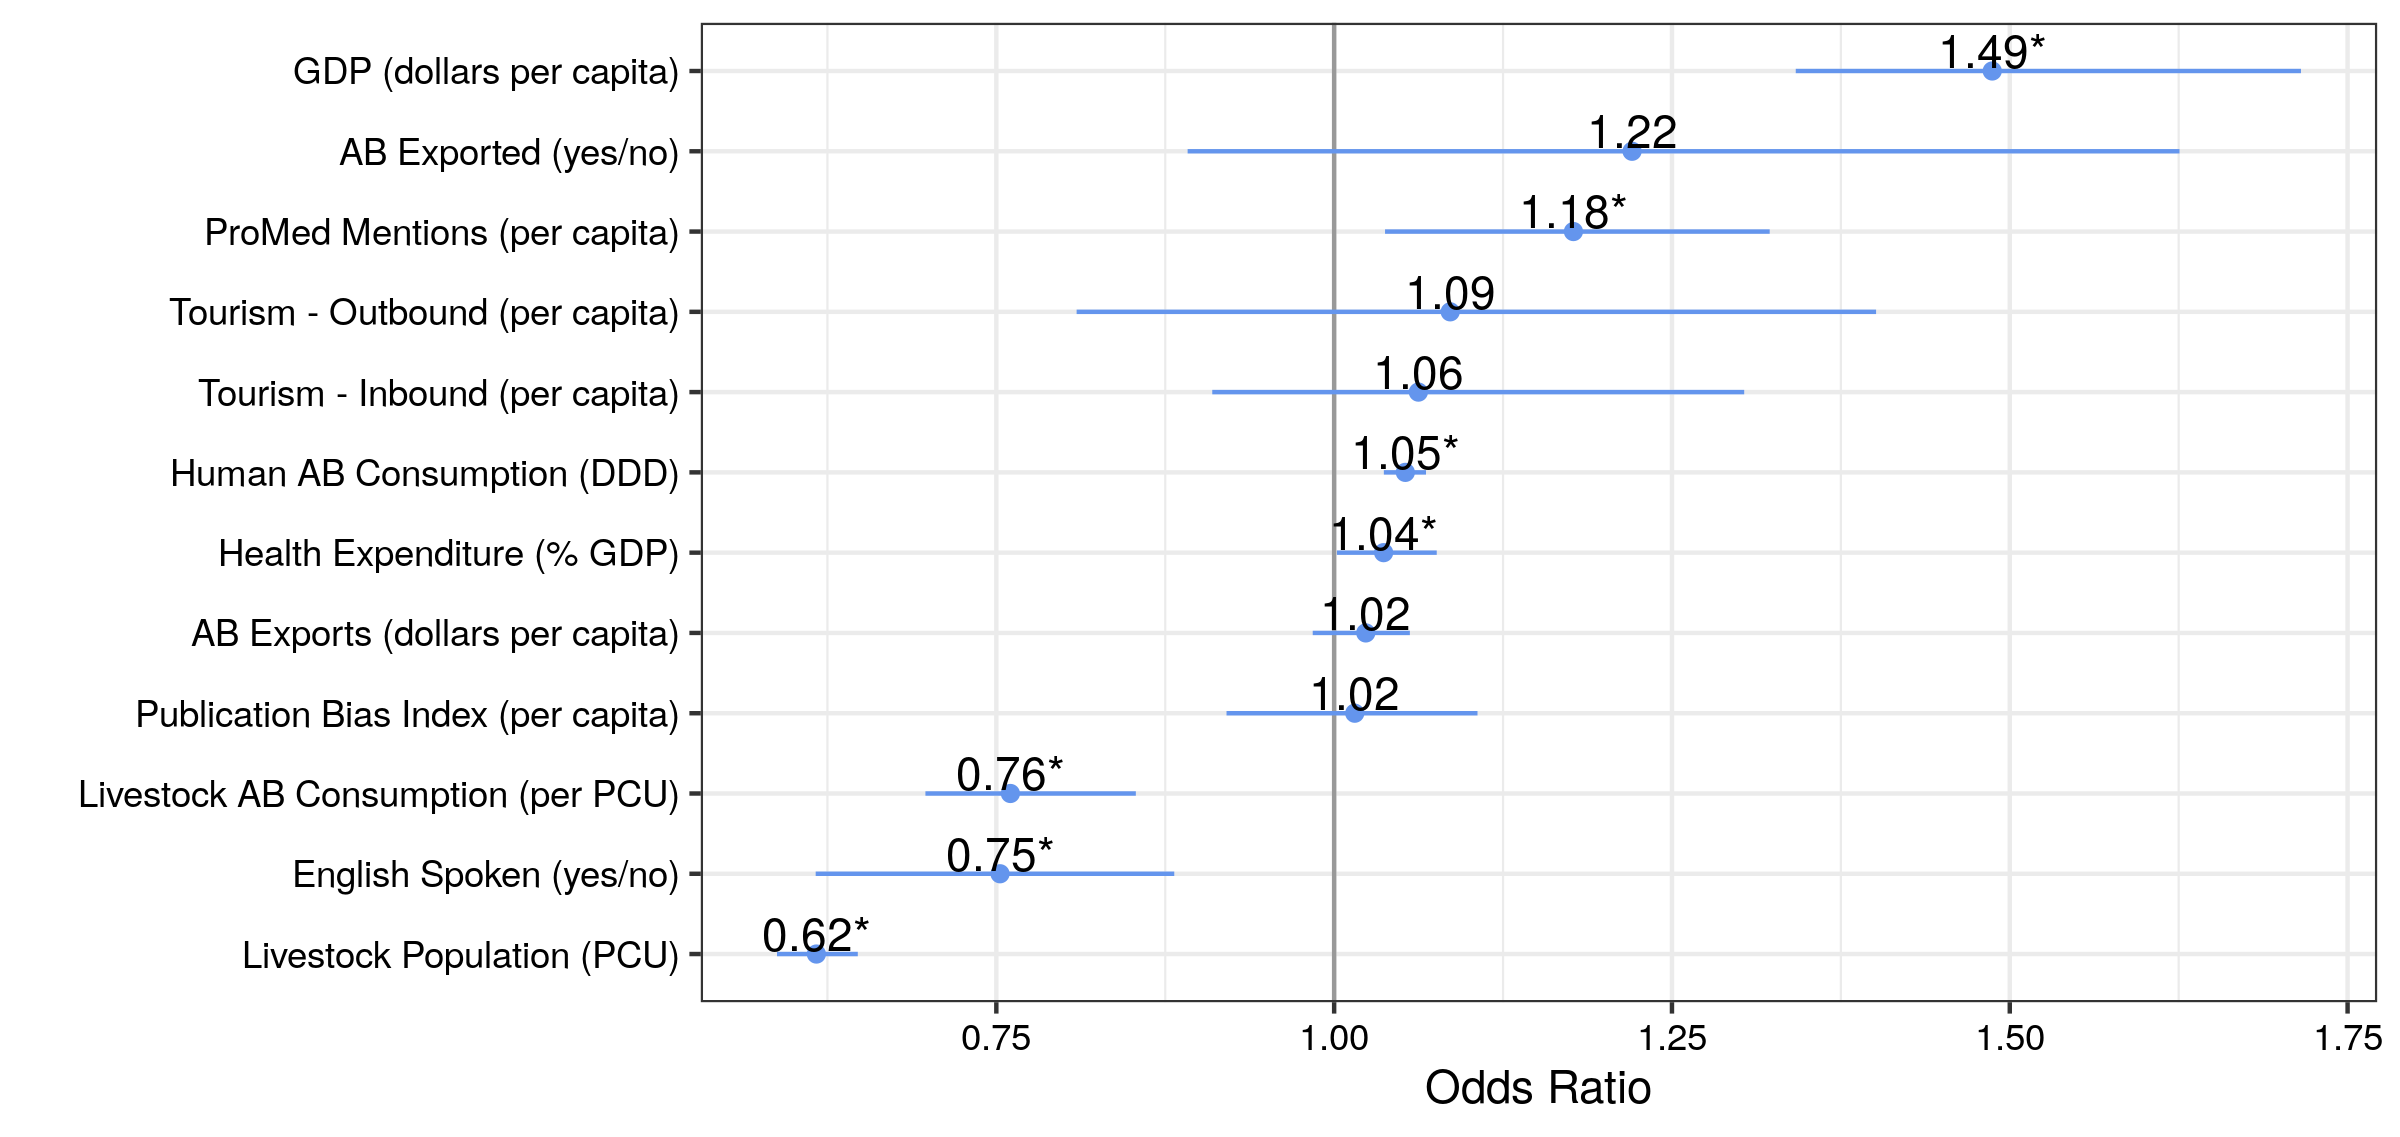 1.49*
GDP (dollars per capita)
1.22
AB Exported (yes/no)
1.18*
ProMed Mentions (per capita)
1.09
Tourism - Outbound (per capita)
1.06
Tourism - Inbound (per capita)
1.05*
Human AB Consumption (DDD)
1.04*
Health Expenditure (% GDP)
1.02
AB Exports (dollars per capita)
1.02
Publication Bias Index (per capita)
0.76*
Livestock AB Consumption (per PCU)
0.75*
English Spoken (yes/no)
0.62*
Livestock Population (PCU)
0.75 1.00 1.25 1.50 1.75
Odds Ratio